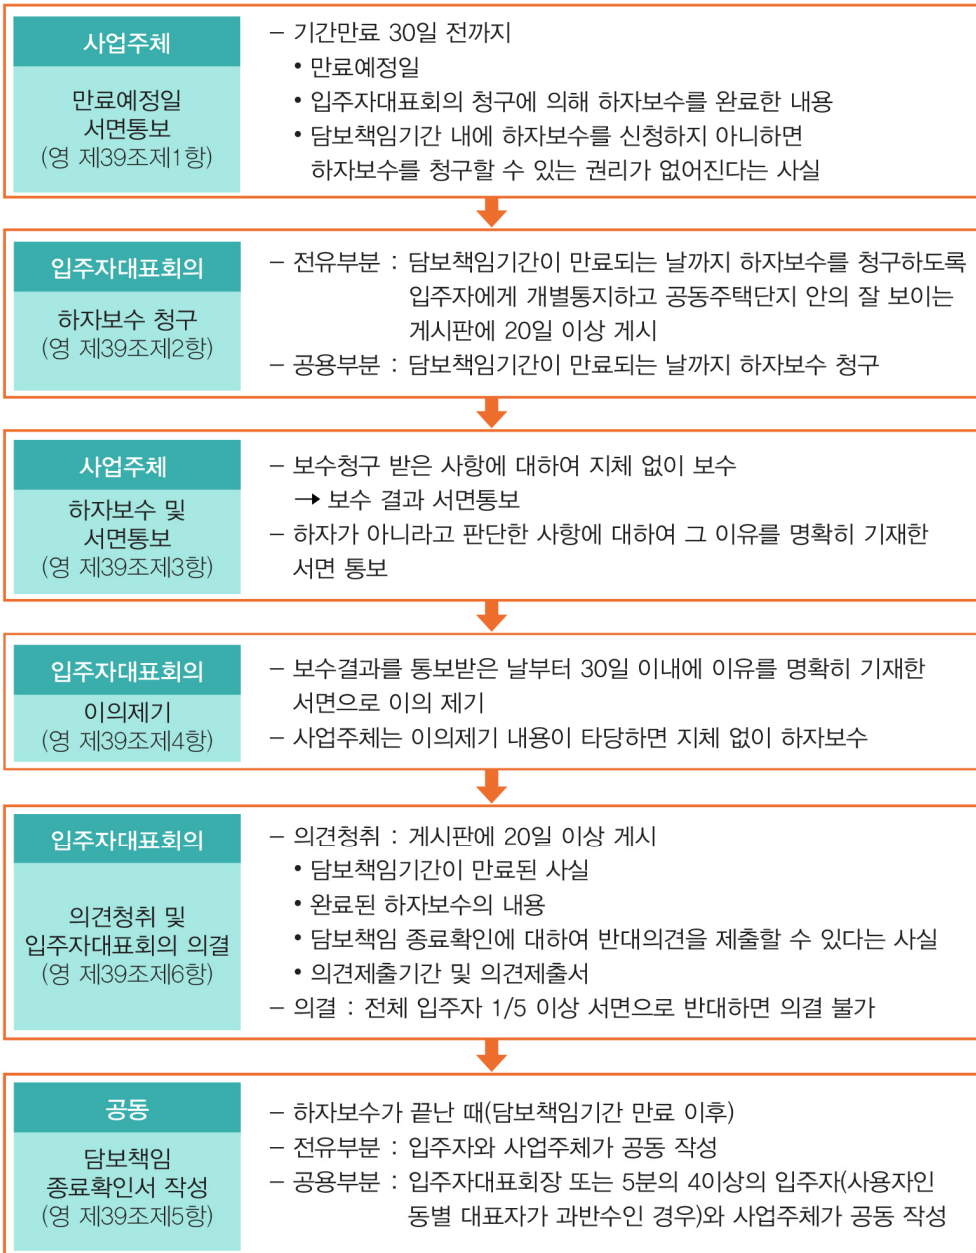 사업주체
만료예정일
서면통보
(영 제39조제1항)
– 기간만료 30일 전까지
• 만료예정일
• 입주자대표회의 청구에 의해 하자보수를 완료한 내용
• 담보책임기간 내에 하자보수를 신청하지 아니하면
하자보수를 청구할 수 있는 권리가 없어진다는 사실
입주자대표회의
하자보수 청구
(영 제39조제2항)
– 전유부분 : 담보책임기간이 만료되는 날까지 하자보수를 청구하도록
입주자에게 개별통지하고 공동주택단지 안의 잘 보이는
게시판에 20일 이상 게시
– 공용부분 : 담보책임기간이 만료되는 날까지 하자보수 청구
사업주체
하자보수 및
서면통보
(영 제39조제3항)
– 보수청구 받은 사항에 대하여 지체 없이 보수
→ 보수 결과 서면통보
– 하자가 아니라고 판단한 사항에 대하여 그 이유를 명확히 기재한
서면 통보
입주자대표회의
이의제기
(영 제39조제4항)
– 보수결과를 통보받은 날부터 30일 이내에 이유를 명확히 기재한
서면으로 이의 제기
– 사업주체는 이의제기 내용이 타당하면 지체 없이 하자보수
입주자대표회의
의견청취 및
입주자대표회의 의결
(영 제39조제6항)
– 의견청취 : 게시판에 20일 이상 게시
• 담보책임기간이 만료된 사실
• 완료된 하자보수의 내용
• 담보책임 종료확인에 대하여 반대의견을 제출할 수 있다는 사실
• 의견제출기간 및 의견제출서
– 의결 : 전체 입주자 1/5 이상 서면으로 반대하면 의결 불가
공동
담보책임
종료확인서 작성
(영 제39조제5항)
– 하자보수가 끝난 때(담보책임기간 만료 이후)
– 전유부분 : 입주자와 사업주체가 공동 작성
– 공용부분 : 입주자대표회장 또는 5분의 4이상의 입주자(사용자인
동별 대표자가 과반수인 경우)와 사업주체가 공동 작성